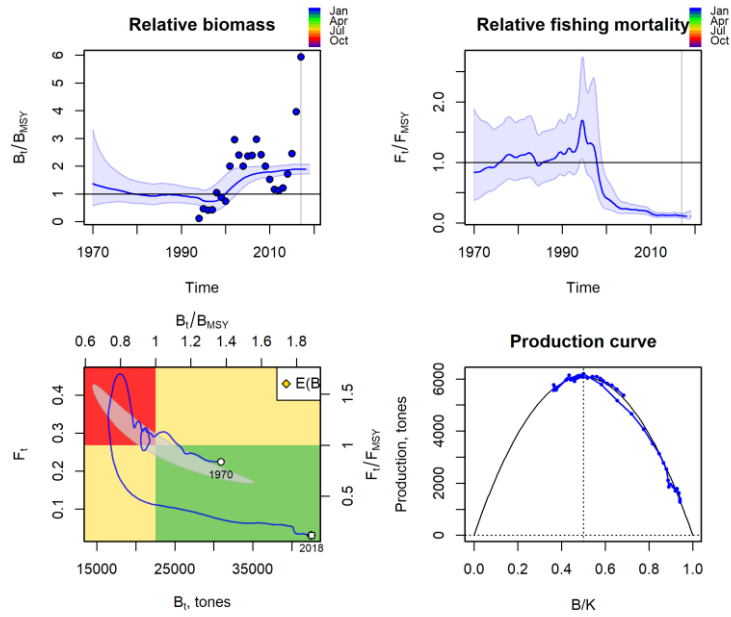 Relative biomass
Jan
Apr
Jul
Oct
Bt/BMSY
6
5
4
3
2
1
0
1970
1990
2010
Time
Relative fishing mortality
Jan
Apr
Jul
Oct
Ft/FMSY
2.0
1.0
0.0
1970
1990
2010
Time
Bt/BMSY
0.6 0.8 1 1.2 1.4 1.6 1.8
Ft
0.4
0.3
0.2
0.1
E(B
1970
2018
1.5
1
0.5
Ft/FMSY
15000 25000 35000
Bt, tones
Production curve
Production, tones
6000
4000
2000
0
0.0 0.2 0.4 0.6 0.8 1.0
B/K